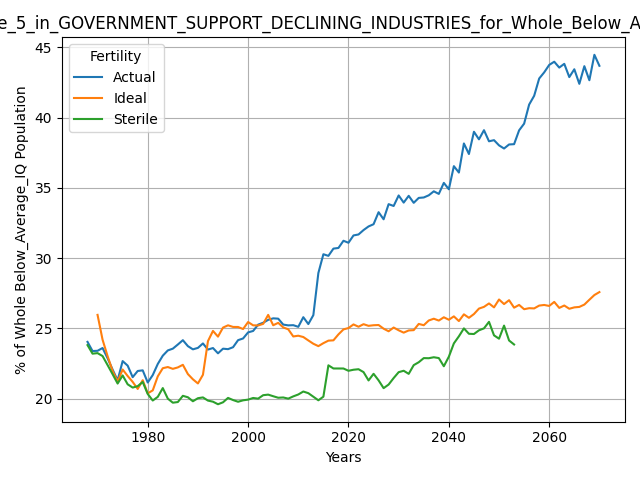 e_5_in_GOVERNMENT_SUPPORT_DECLINING_INDUSTRIES_for_Whole_Below_A
Fertility
Actual
Ideal
Sterile
% of Whole Below_Average_IQ Population
45
40
35
30
25
20
1980
2000
2020
2040
2060
Years